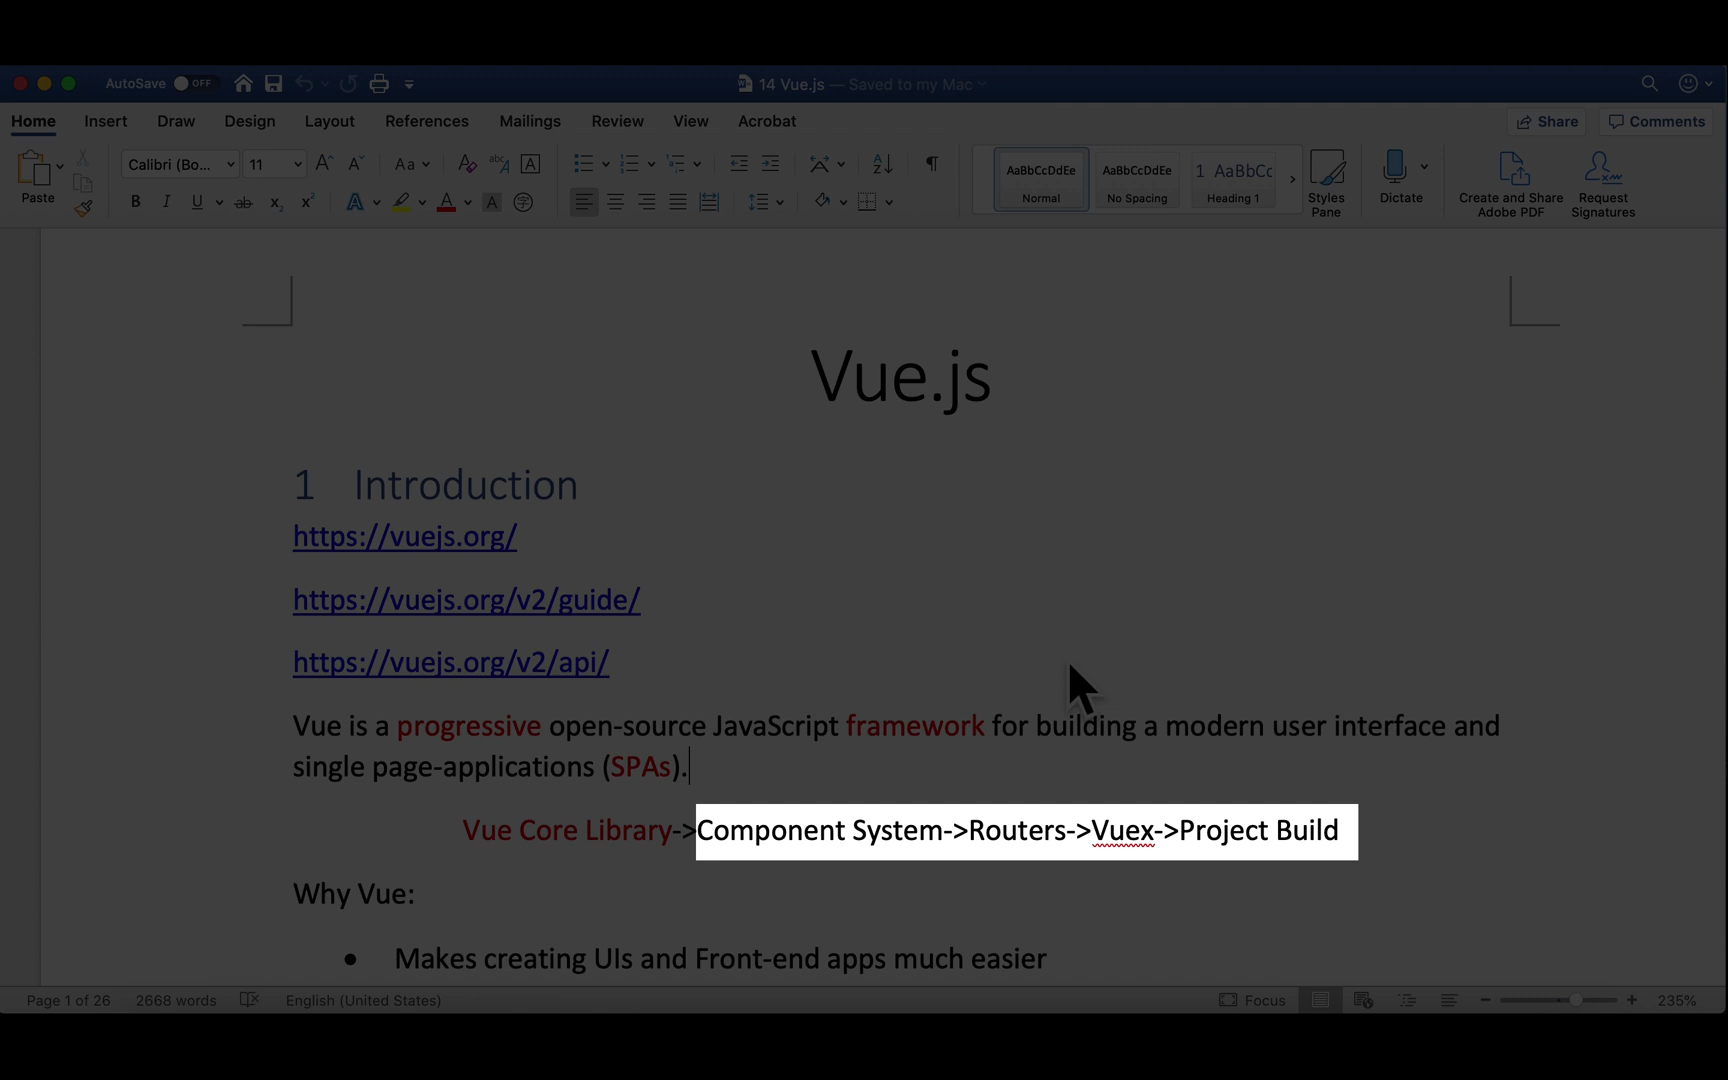 AutoSave OFF 14 Vue.js — Saved to my Mac
Home Insert Draw Design Layout References Mailings Review View Acrobat Share Comments
Paste Calibri (Bo... 11 Aa abc A AaBbCcDdEe AaBbCcDdEe 1 AaBbCc
Normal No Spacing Heading 1 Styles Pane Dictate Create and Share Adobe PDF Request Signatures
B I U ab x₂ x² A A A
Vue.js
1 Introduction
https://vuejs.org/
https://vuejs.org/v2/guide/
https://vuejs.org/v2/api/
Vue is a progressive open-source JavaScript framework for building a modern user interface and
single page-applications (SPAs).
Vue Core Library->Component System->Routers->Vuex->Project Build
Why Vue:
● Makes creating UIs and Front-end apps much easier
Page 1 of 26 2668 words English (United States) Focus 235%